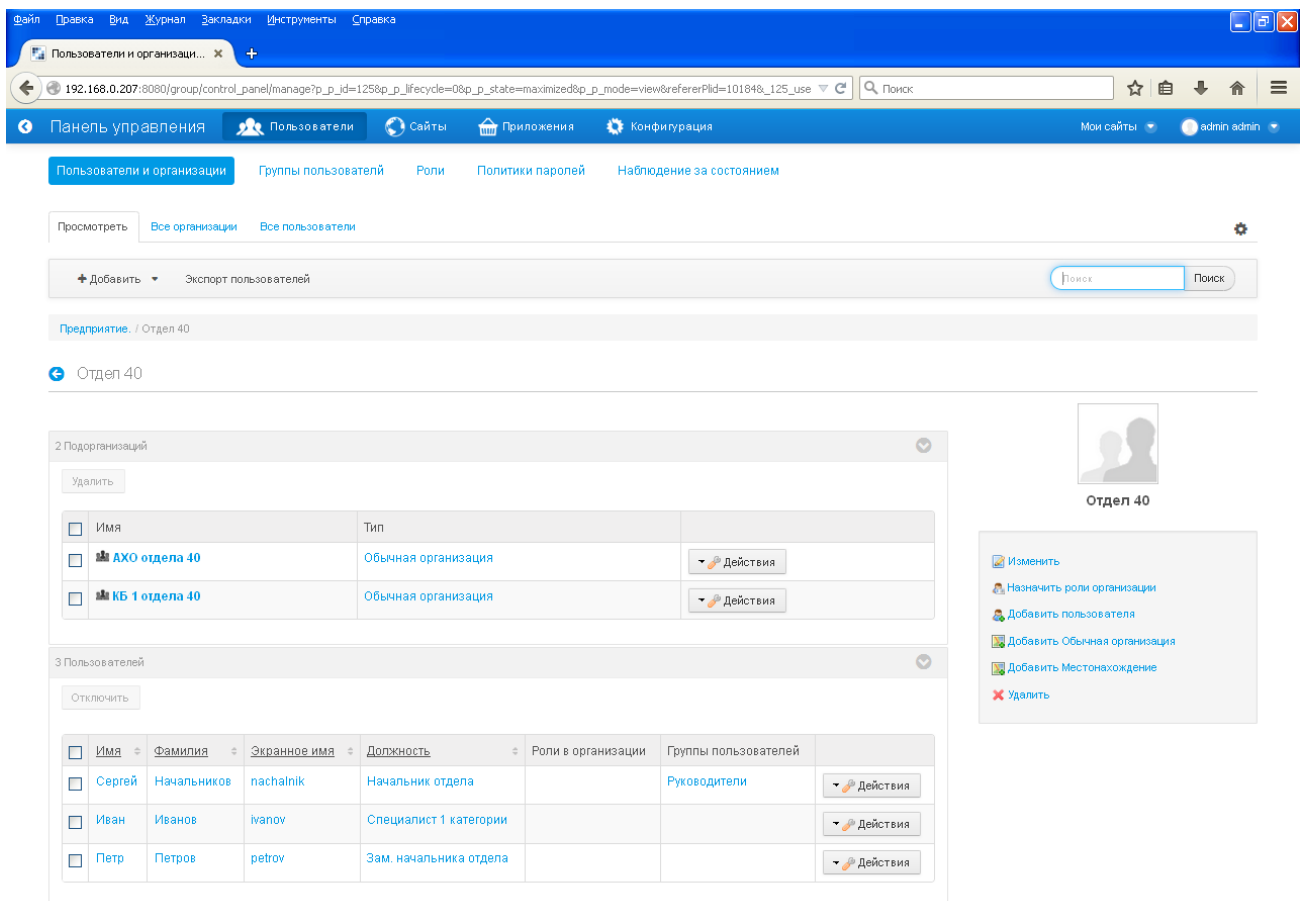 Файл Правка Вид Журнал Закладки Инструменты Справка
Пользователи и организаци...
192.168.0.207:8080/group/control_panel/manage?p_p_id=125&p_p_lifecycle=0&p_p_state=maximized&p_p_mode=view&refererPlid=10184&_125_use Поиск
Панель управления Пользователи Сайты Приложения Конфигурация Мои сайты admin admin
Пользователи и организации Группы пользователй Роли Политики паролей Наблюдение за состоянием
Просмотреть Все организации Все пользователи
+ Добавить Экспорт пользователей Поиск Поиск
Предприятие. / Отдел 40
Отдел 40
2 Подорганизаций
Удалить
Имя Тип
АХО отдела 40 Обычная организация Действия
КБ 1 отдела 40 Обычная организация Действия
3 Пользователей
Отключить
Имя Фамилия Экранное имя Должность Роли в организации Группы пользователей
Сергей Начальников nachalnik Начальник отдела Руководители Действия
Иван Иванов ivanov Специалист 1 категории Действия
Петр Петров petrov Зам. начальника отдела Действия
Отдел 40
Изменить
Назначить роли организации
Добавить пользователя
Добавить Обычная организация
Добавить Местонахождение
Удалить